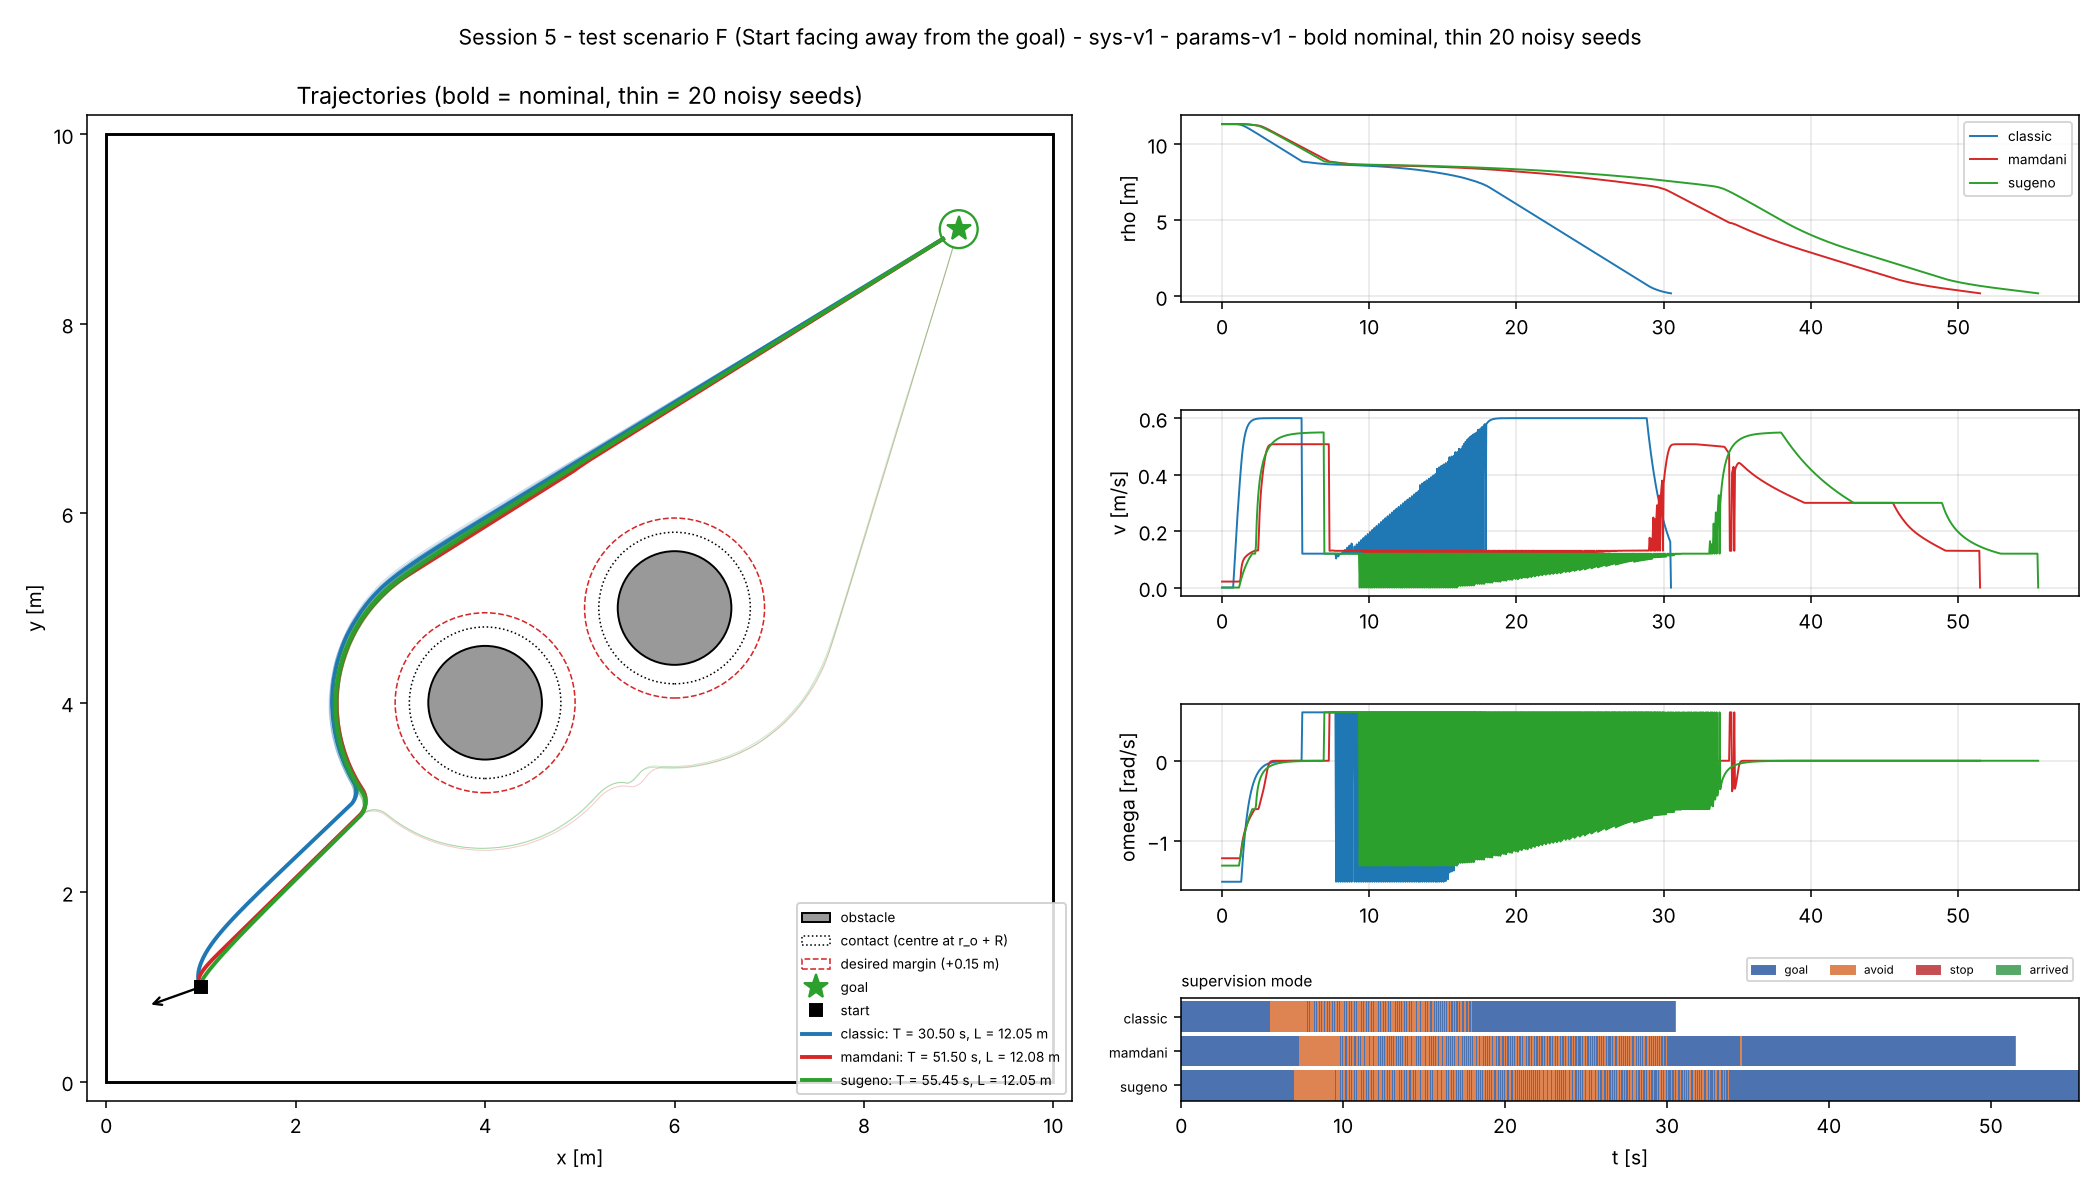 Session 5 - test scenario F (Start facing away from the goal) - sys-v1 - params-v1 - bold nominal, thin 20 noisy seeds
Trajectories (bold = nominal, thin = 20 noisy seeds)
10
8
6
4
2
0
y [m]
0 2 4 6 8 10
x [m]
obstacle
contact (centre at r_o + R)
desired margin (+0.15 m)
goal
start
classic: T = 30.50 s, L = 12.05 m
mamdani: T = 51.50 s, L = 12.08 m
sugeno: T = 55.45 s, L = 12.05 m
rho [m]
10
5
0
0 10 20 30 40 50
classic
mamdani
sugeno
v [m/s]
0.6
0.4
0.2
0.0
0 10 20 30 40 50
omega [rad/s]
0
−1
0 10 20 30 40 50
supervision mode
goal avoid stop arrived
classic
mamdani
sugeno
0 10 20 30 40 50
t [s]